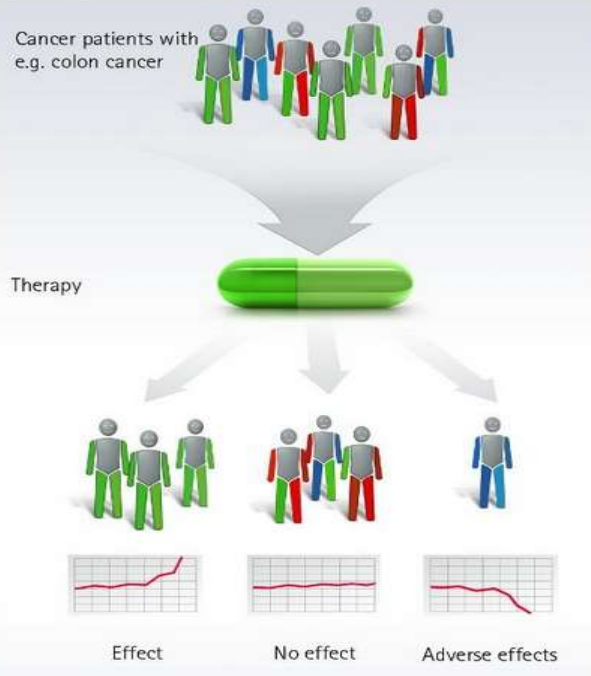 Cancer patients with
e.g. colon cancer
Therapy
Effect
No effect
Adverse effects